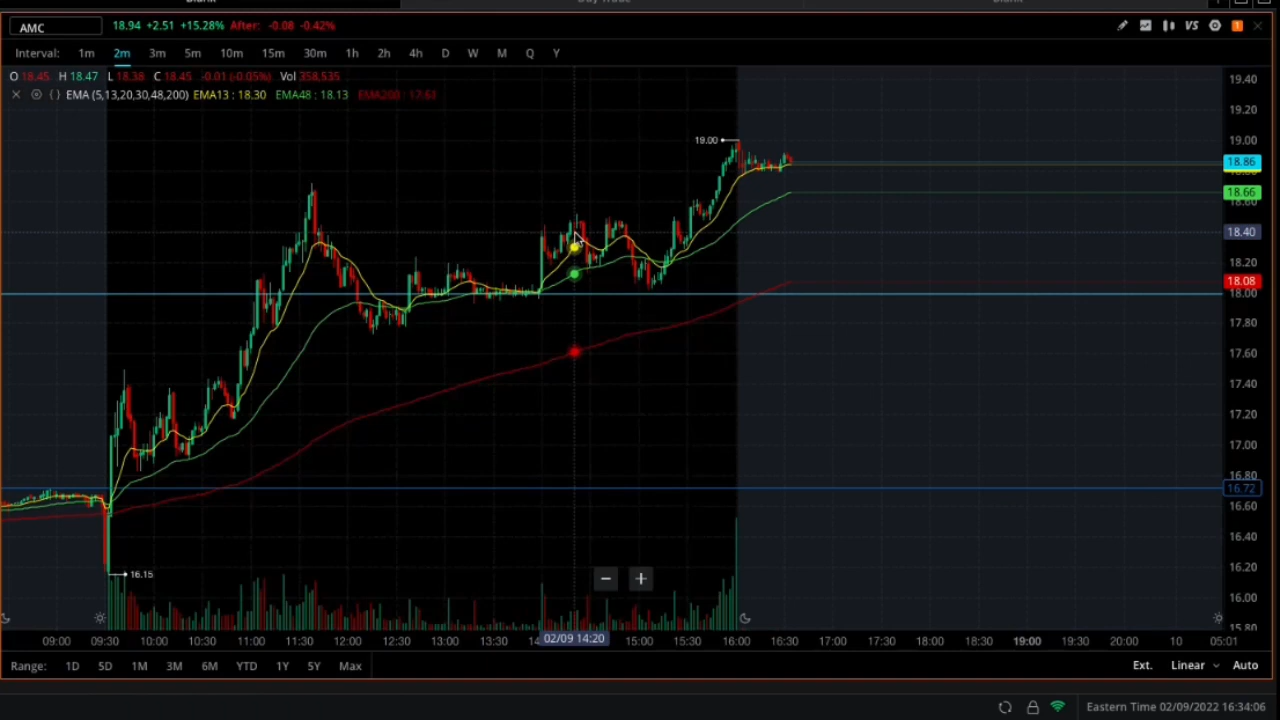 Blank
Day Trade
Blank
AMC
18.94 +2.51 +15.28% After: -0.08 -0.42%
VS
1
Interval: 1m 2m 3m 5m 10m 15m 30m 1h 2h 4h D W M Q Y
O 18.45 H 18.47 L 18.38 C 18.45 -0.01 (-0.05%) Vol 358,535
EMA (5,13,20,30,48,200) EMA13 : 18.30 EMA48 : 18.13
19.40
19.20
19.00
19.00
18.86
18.66
18.60
18.40
18.20
18.08
18.00
17.80
17.60
17.40
17.20
17.00
16.80
16.72
16.60
16.40
16.20
16.15
16.00
15.80
09:00 09:30 10:00 10:30 11:00 11:30 12:00 12:30 13:00 13:30 02/09 14:20 15:00 15:30 16:00 16:30 17:00 17:30 18:00 18:30 19:00 19:30 20:00 10 05:01
Range: 1D 5D 1M 3M 6M YTD 1Y 5Y Max Ext. Linear Auto
Eastern Time 02/09/2022 16:34:06